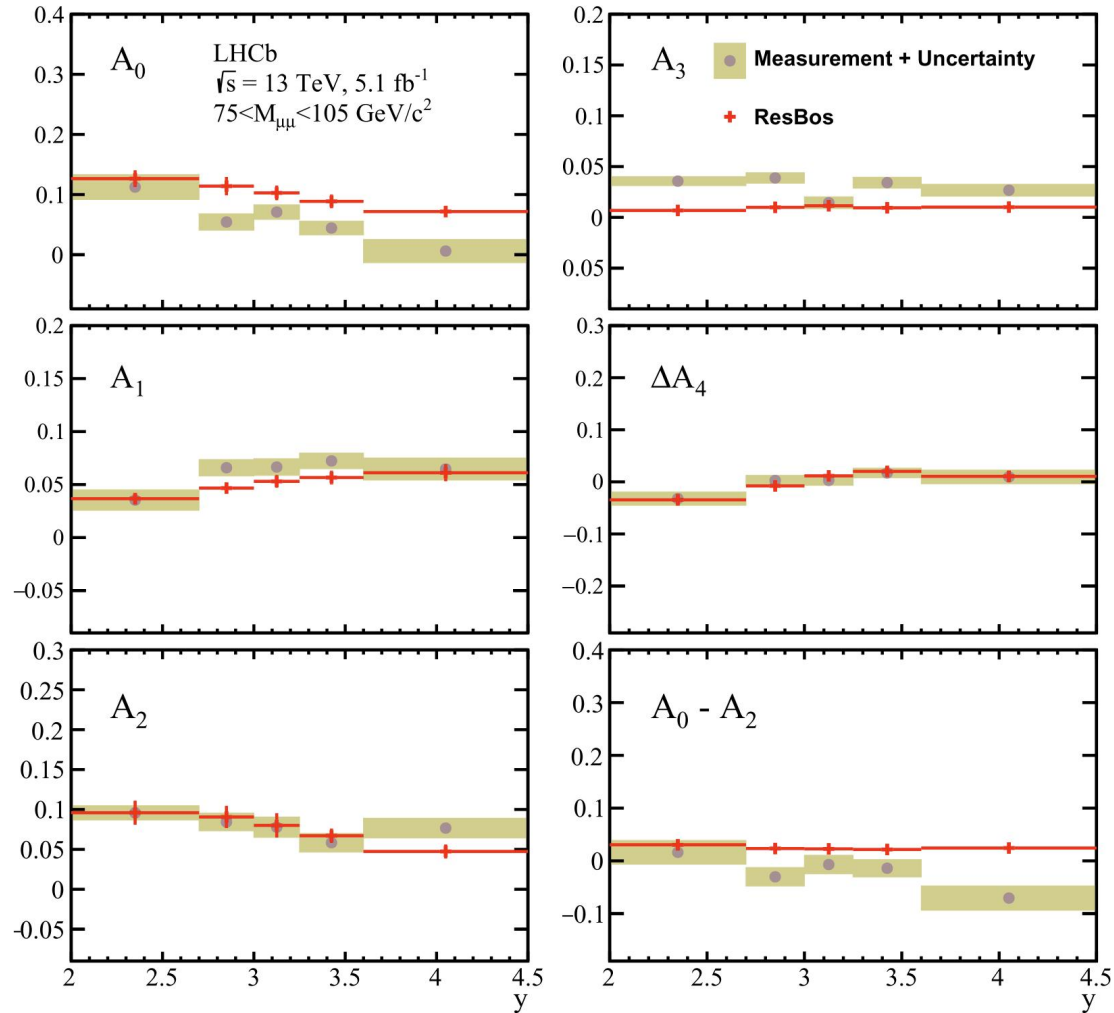 0.4
0.3
0.2
0.1
0
A₀
LHCb
√s = 13 TeV, 5.1 fb⁻¹
75<M_μμ<105 GeV/c²
0.2
0.15
0.1
0.05
0
0.05
A₃
Measurement + Uncertainty
ResBos
0.2
0.15
0.1
0.05
0
−0.05
A₁
0.3
0.2
0.1
0
−0.1
−0.2
ΔA₄
0.3
0.25
0.2
0.15
0.1
0.05
0
−0.05
A₂
2 2.5 3 3.5 4 4.5
y
0.4
0.3
0.2
0.1
0
−0.1
A₀ - A₂
2 2.5 3 3.5 4 4.5
y